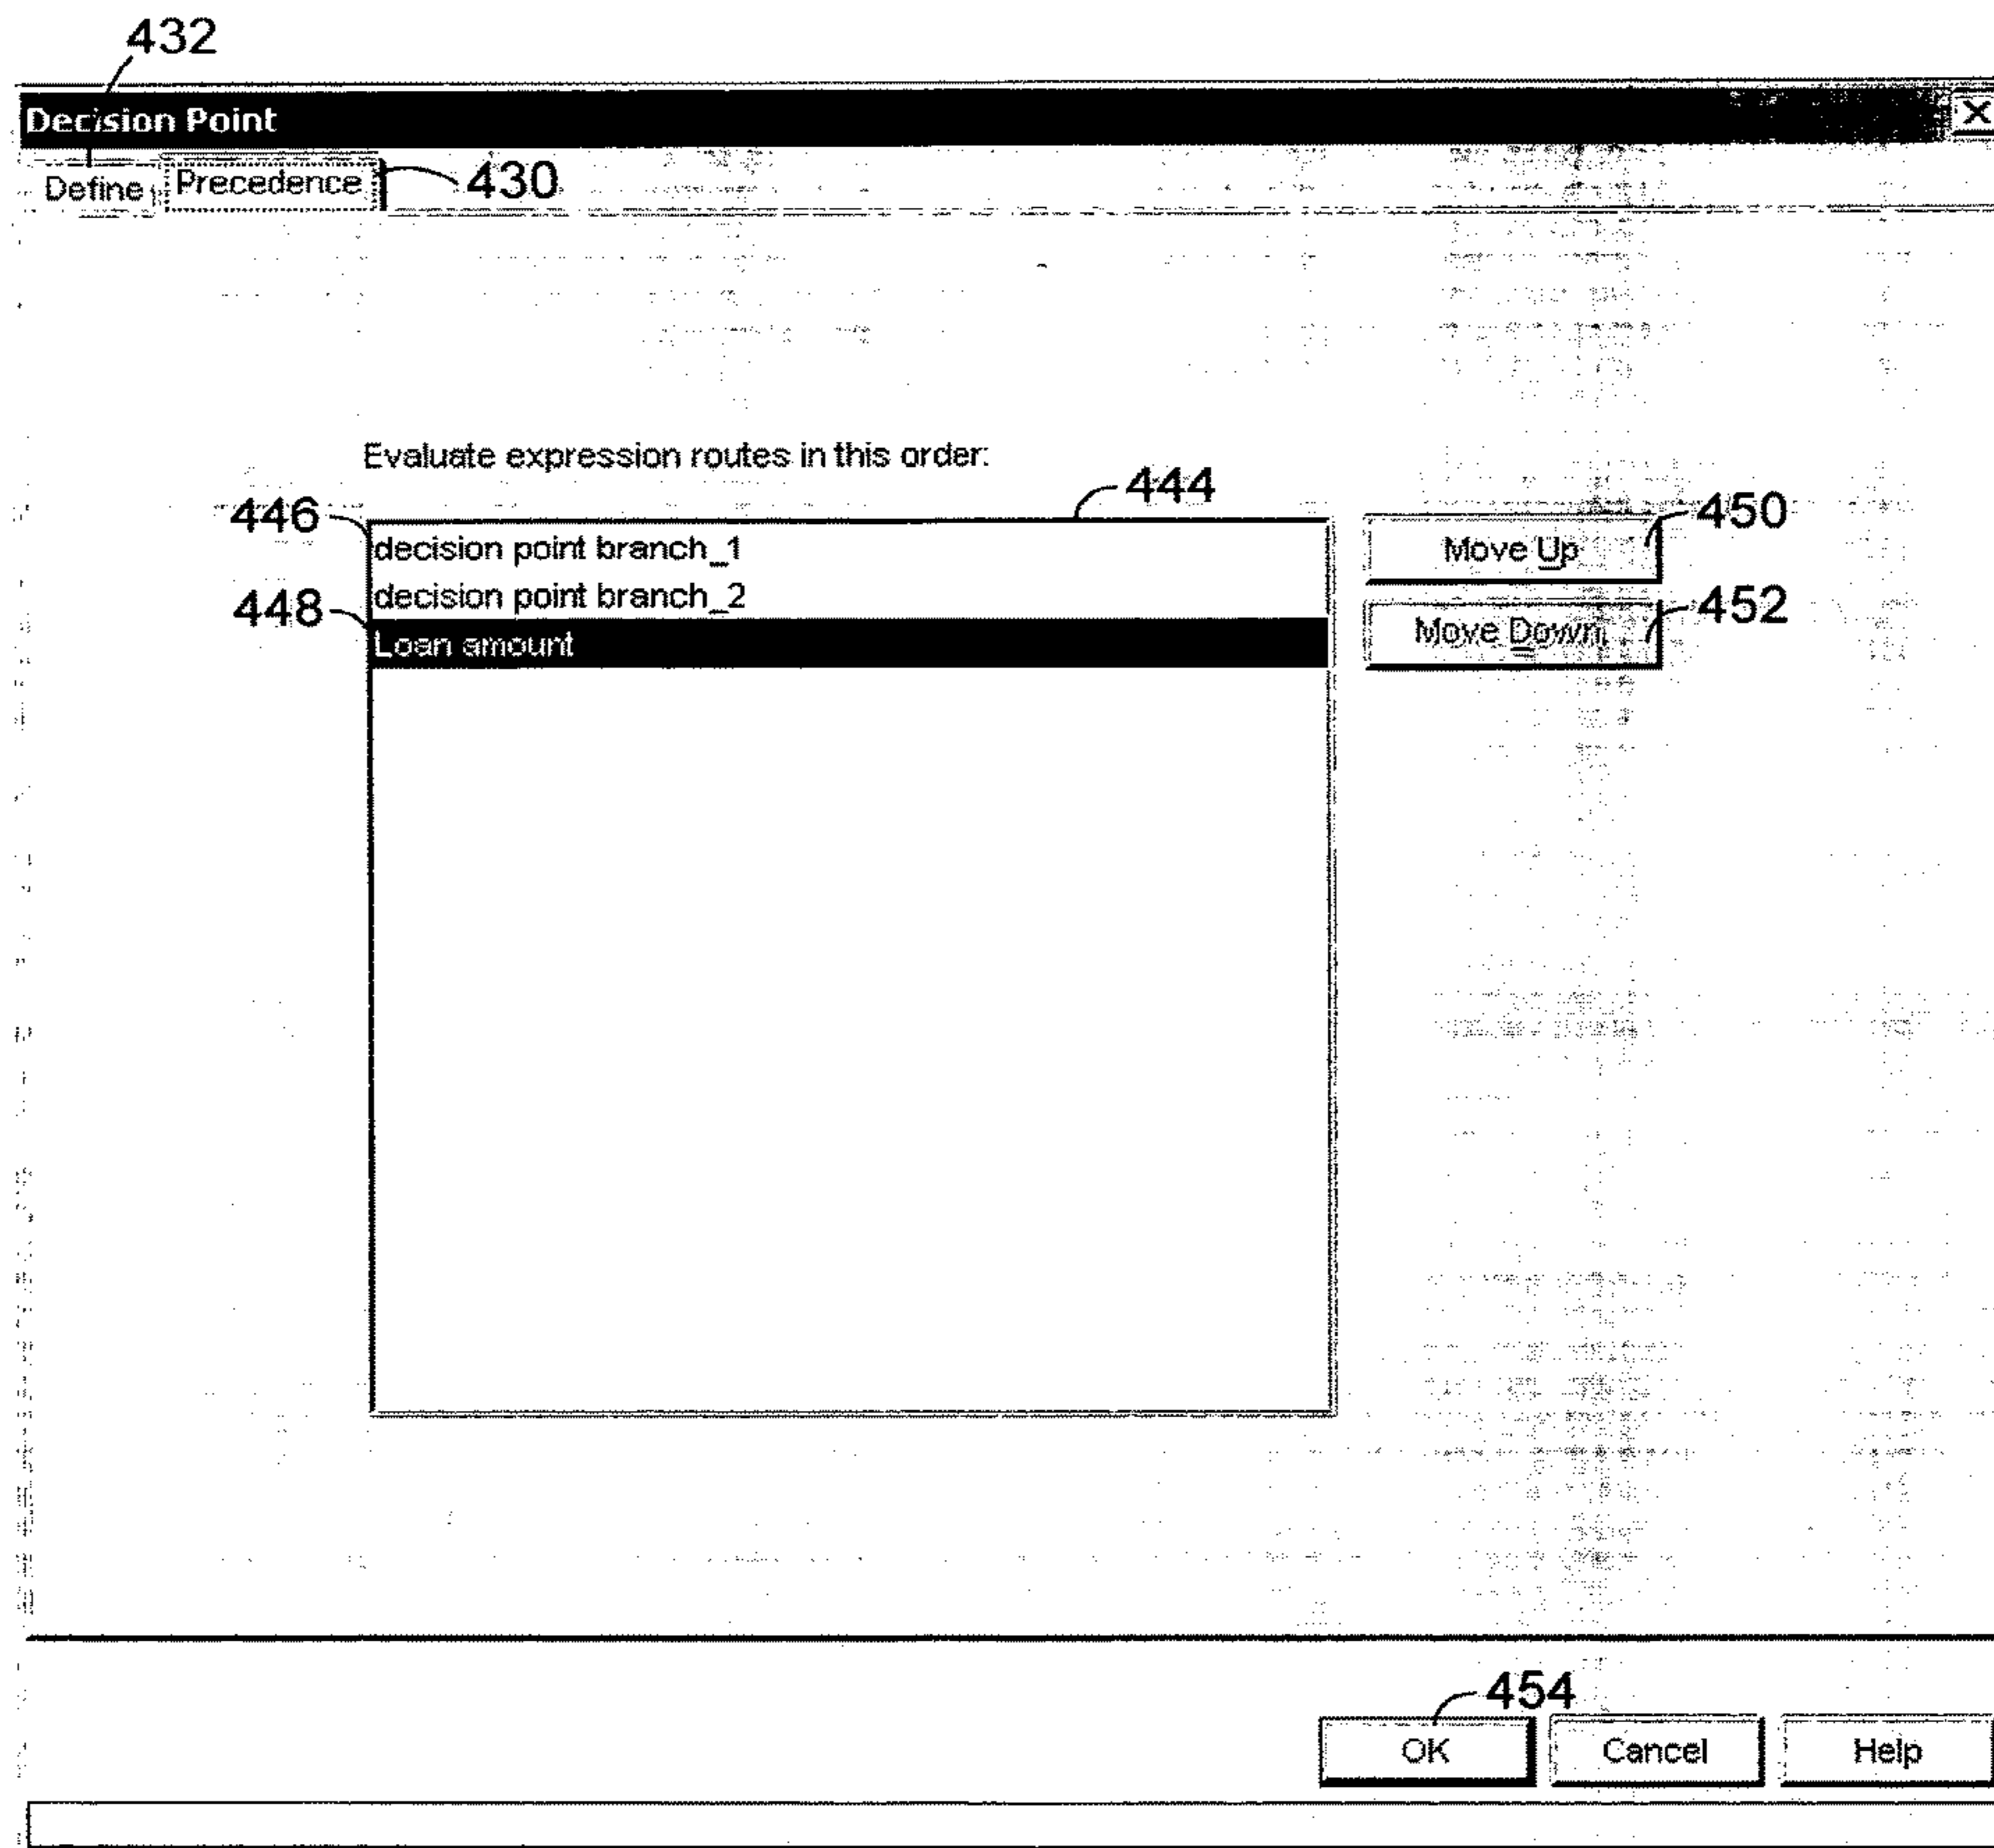 432
Decision Point
Define Precedence 430
Evaluate expression routes in this order:
444
446
decision point branch_1
Move Up
450
decision point branch_2
448
Loan amount
Move Down
452
454
OK
Cancel
Help